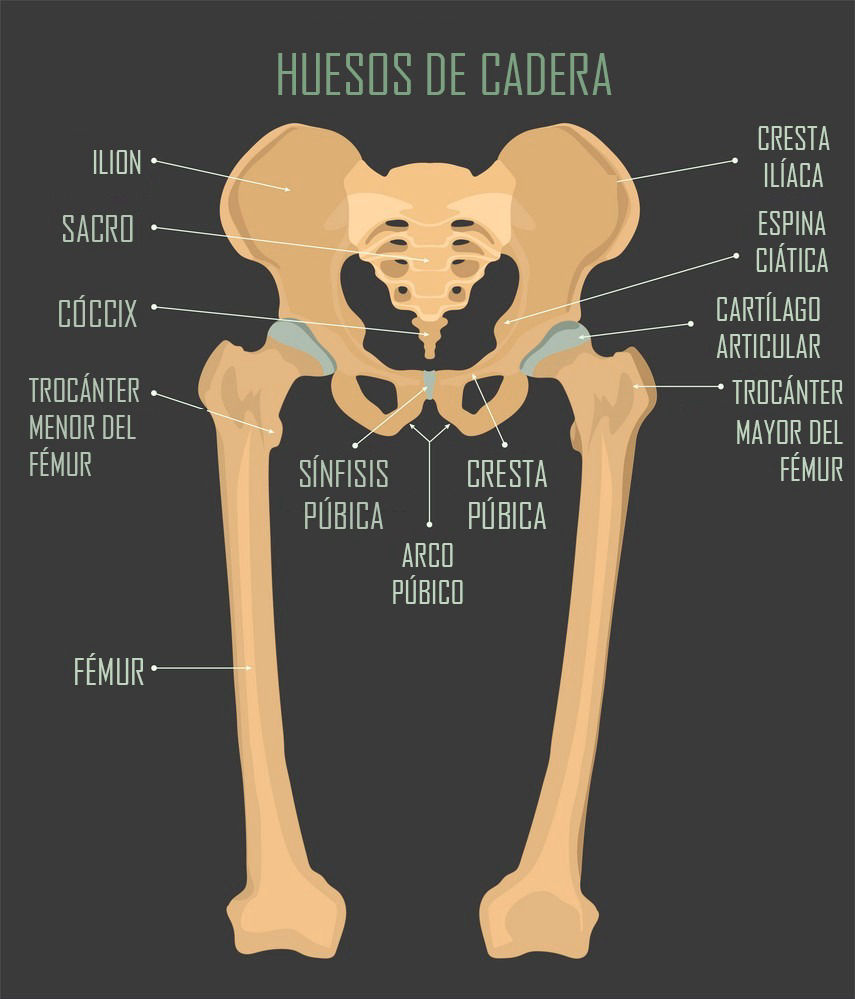 HUESOS DE CADERA
ILION
SACRO
CÓCCIX
TROCÁNTER
MENOR DEL
FÉMUR
FÉMUR
SÍNFISIS
PÚBICA
ARCO
PÚBICO
CRESTA
PÚBICA
CRESTA
ILÍACA
ESPINA
CIÁTICA
CARTÍLAGO
ARTICULAR
TROCÁNTER
MAYOR DEL
FÉMUR